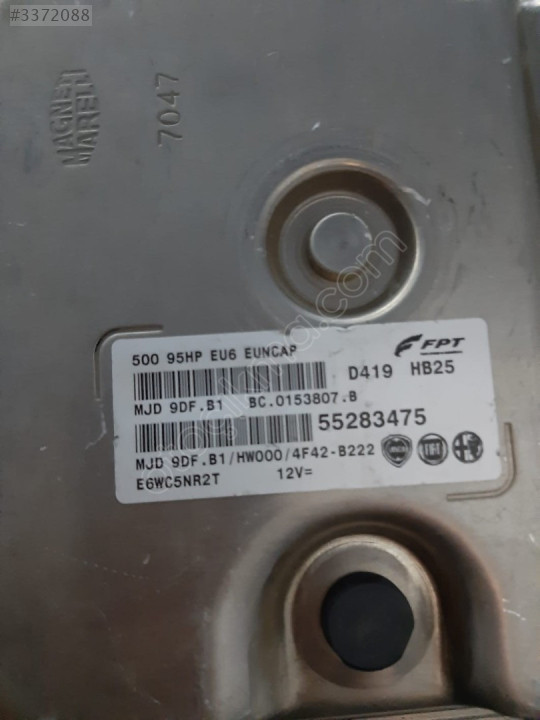 #3372088
MAGNETI
MARELLI
7047
500 95HP EU6 EUNCAP
FPT
D419 HB25
MJD 9DF.B1 BC.0153807.B
55283475
MJD 9DF.B1/HW000/4F42-B222
E6WC5NR2T 12V=
FIAT